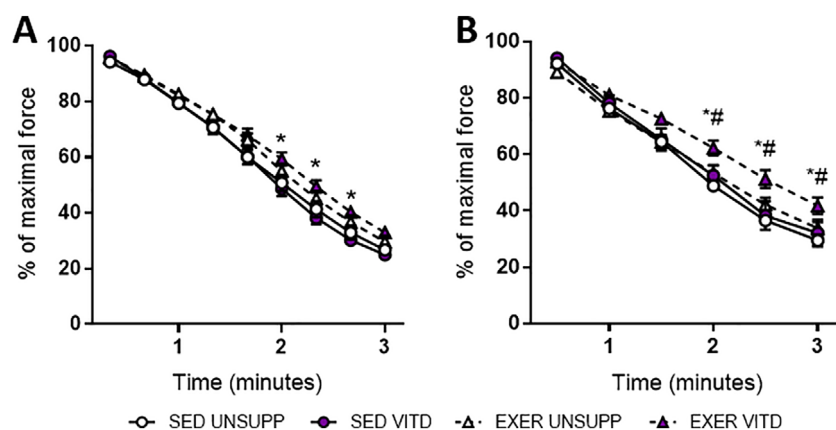 A
B
% of maximal force
100
80
60
40
20
0
* * *
1 2 3
Time (minutes)
% of maximal force
100
80
60
40
20
0
*# *# *#
1 2 3
Time (minutes)
SED UNSUPP SED VITD EXER UNSUPP EXER VITD